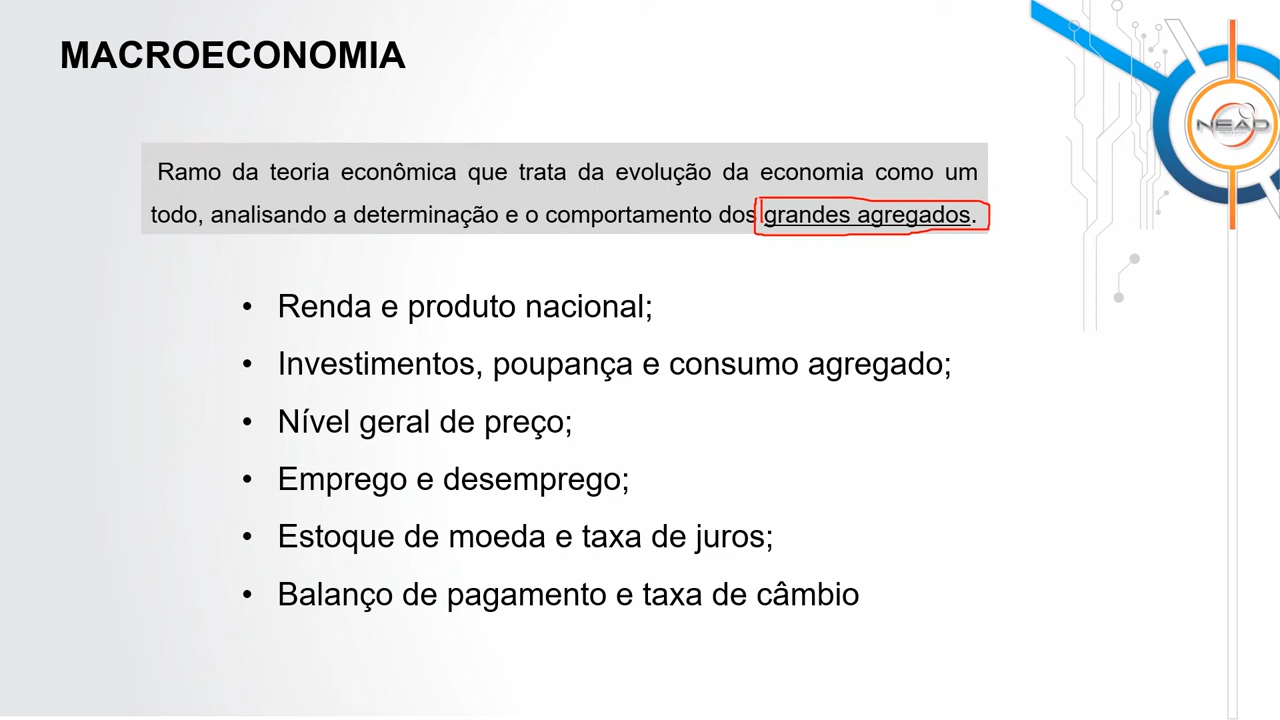 MACROECONOMIA
NEAD
Ramo da teoria econômica que trata da evolução da economia como um
todo, analisando a determinação e o comportamento dos grandes agregados.
• Renda e produto nacional;
• Investimentos, poupança e consumo agregado;
• Nível geral de preço;
• Emprego e desemprego;
• Estoque de moeda e taxa de juros;
• Balanço de pagamento e taxa de câmbio